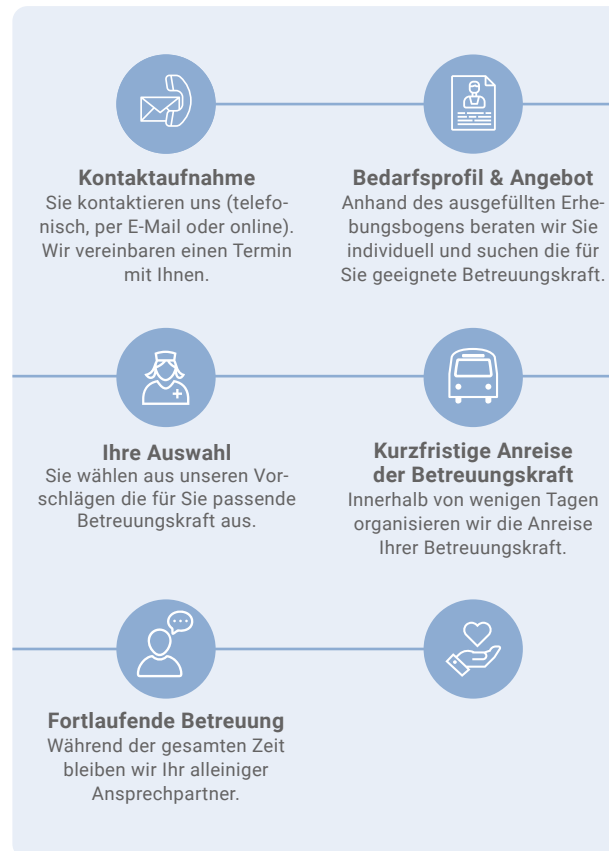 Kontaktaufnahme
Sie kontaktieren uns (telefo-
nisch, per E-Mail oder online).
Wir vereinbaren einen Termin
mit Ihnen.
Bedarfsprofil & Angebot
Anhand des ausgefüllten Erhe-
bungsbogens beraten wir Sie
individuell und suchen die für
Sie geeignete Betreuungskraft.
Ihre Auswahl
Sie wählen aus unseren Vor-
schlägen die für Sie passende
Betreuungskraft aus.
Kurzfristige Anreise
der Betreuungskraft
Innerhalb von wenigen Tagen
organisieren wir die Anreise
Ihrer Betreuungskraft.
Fortlaufende Betreuung
Während der gesamten Zeit
bleiben wir Ihr alleiniger
Ansprechpartner.